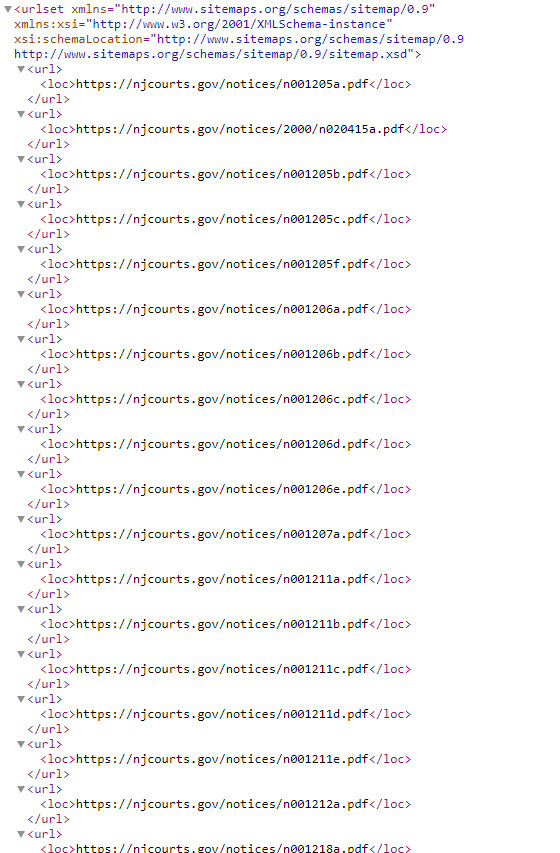 ▼<urlset xmlns="http://www.sitemaps.org/schemas/sitemap/0.9"
xmlns:xsi="http://www.w3.org/2001/XMLSchema-instance"
xsi:schemaLocation="http://www.sitemaps.org/schemas/sitemap/0.9
http://www.sitemaps.org/schemas/sitemap/0.9/sitemap.xsd">
▼<url>
<loc>https://njcourts.gov/notices/n001205a.pdf</loc>
</url>
▼<url>
<loc>https://njcourts.gov/notices/2000/n020415a.pdf</loc>
</url>
▼<url>
<loc>https://njcourts.gov/notices/n001205b.pdf</loc>
</url>
▼<url>
<loc>https://njcourts.gov/notices/n001205c.pdf</loc>
</url>
▼<url>
<loc>https://njcourts.gov/notices/n001205f.pdf</loc>
</url>
▼<url>
<loc>https://njcourts.gov/notices/n001206a.pdf</loc>
</url>
▼<url>
<loc>https://njcourts.gov/notices/n001206b.pdf</loc>
</url>
▼<url>
<loc>https://njcourts.gov/notices/n001206c.pdf</loc>
</url>
▼<url>
<loc>https://njcourts.gov/notices/n001206d.pdf</loc>
</url>
▼<url>
<loc>https://njcourts.gov/notices/n001206e.pdf</loc>
</url>
▼<url>
<loc>https://njcourts.gov/notices/n001207a.pdf</loc>
</url>
▼<url>
<loc>https://njcourts.gov/notices/n001211a.pdf</loc>
</url>
▼<url>
<loc>https://njcourts.gov/notices/n001211b.pdf</loc>
</url>
▼<url>
<loc>https://njcourts.gov/notices/n001211c.pdf</loc>
</url>
▼<url>
<loc>https://njcourts.gov/notices/n001211d.pdf</loc>
</url>
▼<url>
<loc>https://njcourts.gov/notices/n001211e.pdf</loc>
</url>
▼<url>
<loc>https://njcourts.gov/notices/n001212a.pdf</loc>
</url>
▼<url>
<loc>https://njcourts.gov/notices/n001218a.pdf</loc>